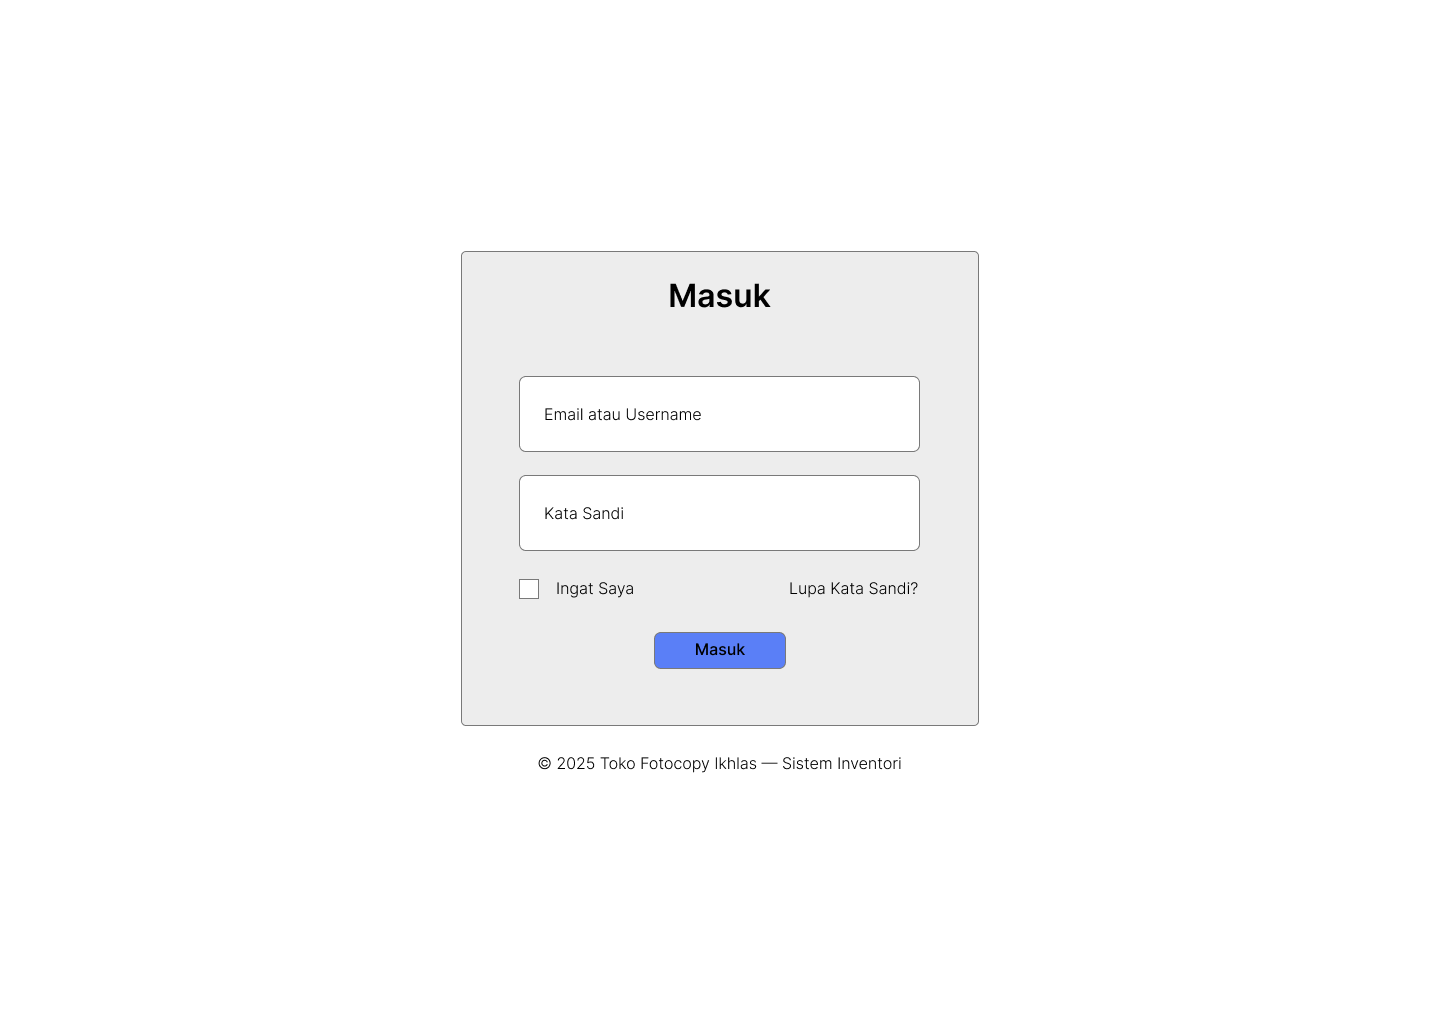 Masuk
Email atau Username
Kata Sandi
Ingat Saya
Lupa Kata Sandi?
Masuk
© 2025 Toko Fotocopy Ikhlas — Sistem Inventori